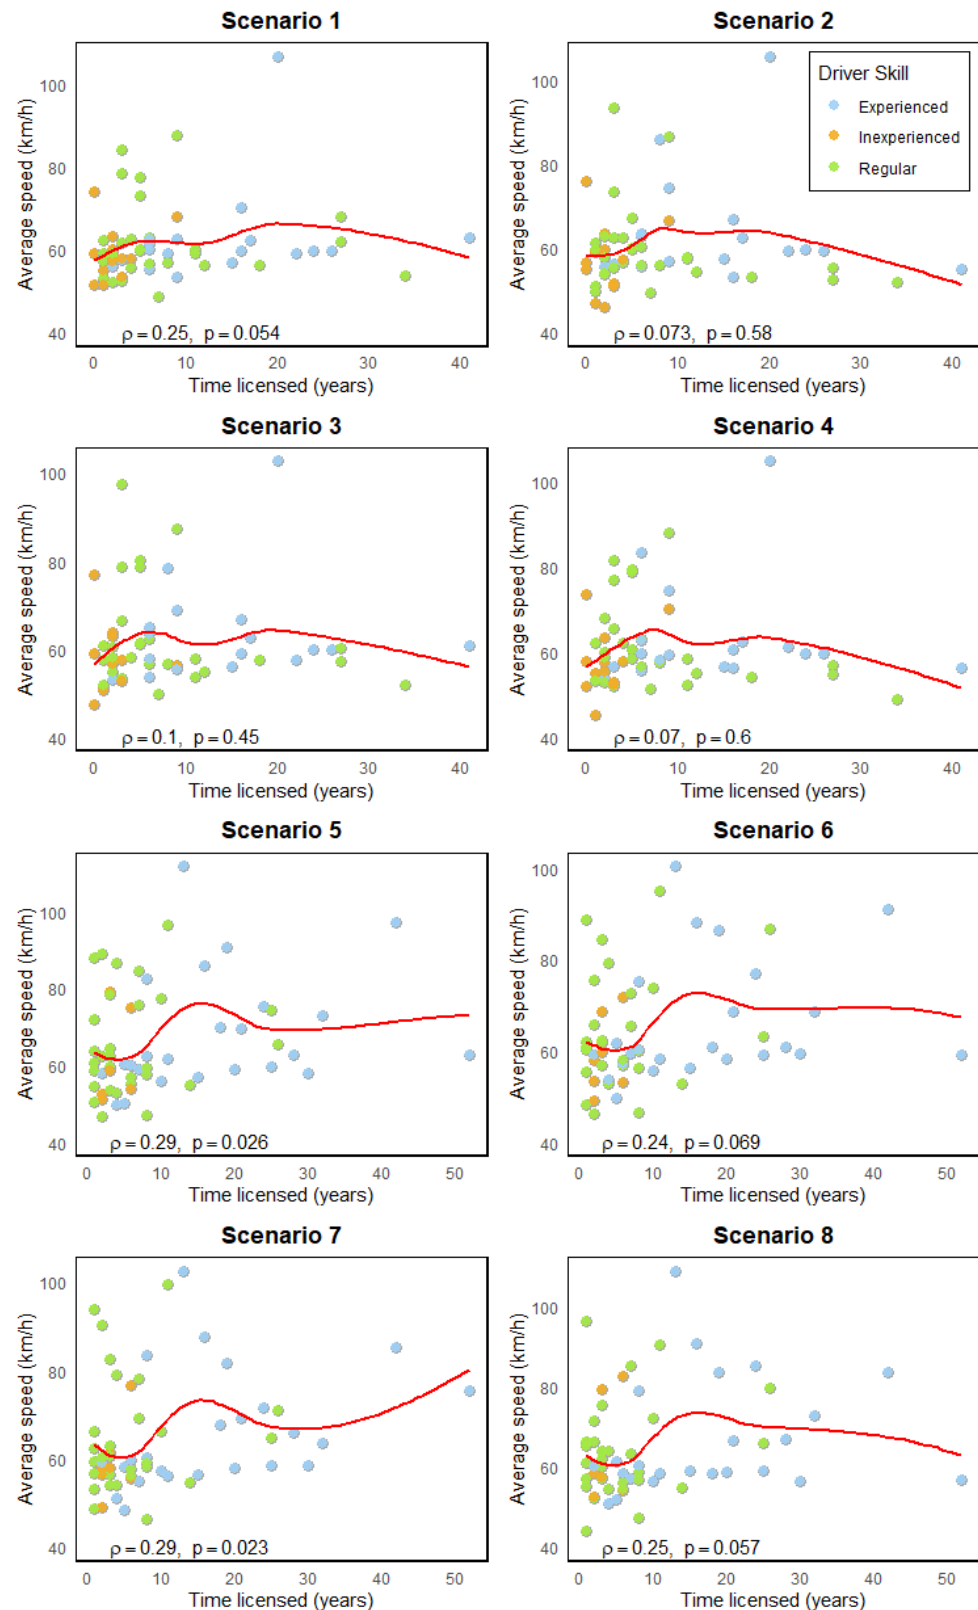 Scenario 1
Average speed (km/h)
100
80
60
40
ρ = 0.25, p = 0.054
0 10 20 30 40
Time licensed (years)
Scenario 2
Average speed (km/h)
100
80
60
40
Driver Skill
Experienced
Inexperienced
Regular
ρ = 0.073, p = 0.58
0 10 20 30 40
Time licensed (years)
Scenario 3
Average speed (km/h)
100
80
60
40
ρ = 0.1, p = 0.45
0 10 20 30 40
Time licensed (years)
Scenario 4
Average speed (km/h)
100
80
60
40
ρ = 0.07, p = 0.6
0 10 20 30 40
Time licensed (years)
Scenario 5
Average speed (km/h)
100
80
60
40
ρ = 0.29, p = 0.026
0 10 20 30 40 50
Time licensed (years)
Scenario 6
Average speed (km/h)
100
80
60
40
ρ = 0.24, p = 0.069
0 10 20 30 40 50
Time licensed (years)
Scenario 7
Average speed (km/h)
100
80
60
40
ρ = 0.29, p = 0.023
0 10 20 30 40 50
Time licensed (years)
Scenario 8
Average speed (km/h)
100
80
60
40
ρ = 0.25, p = 0.057
0 10 20 30 40 50
Time licensed (years)